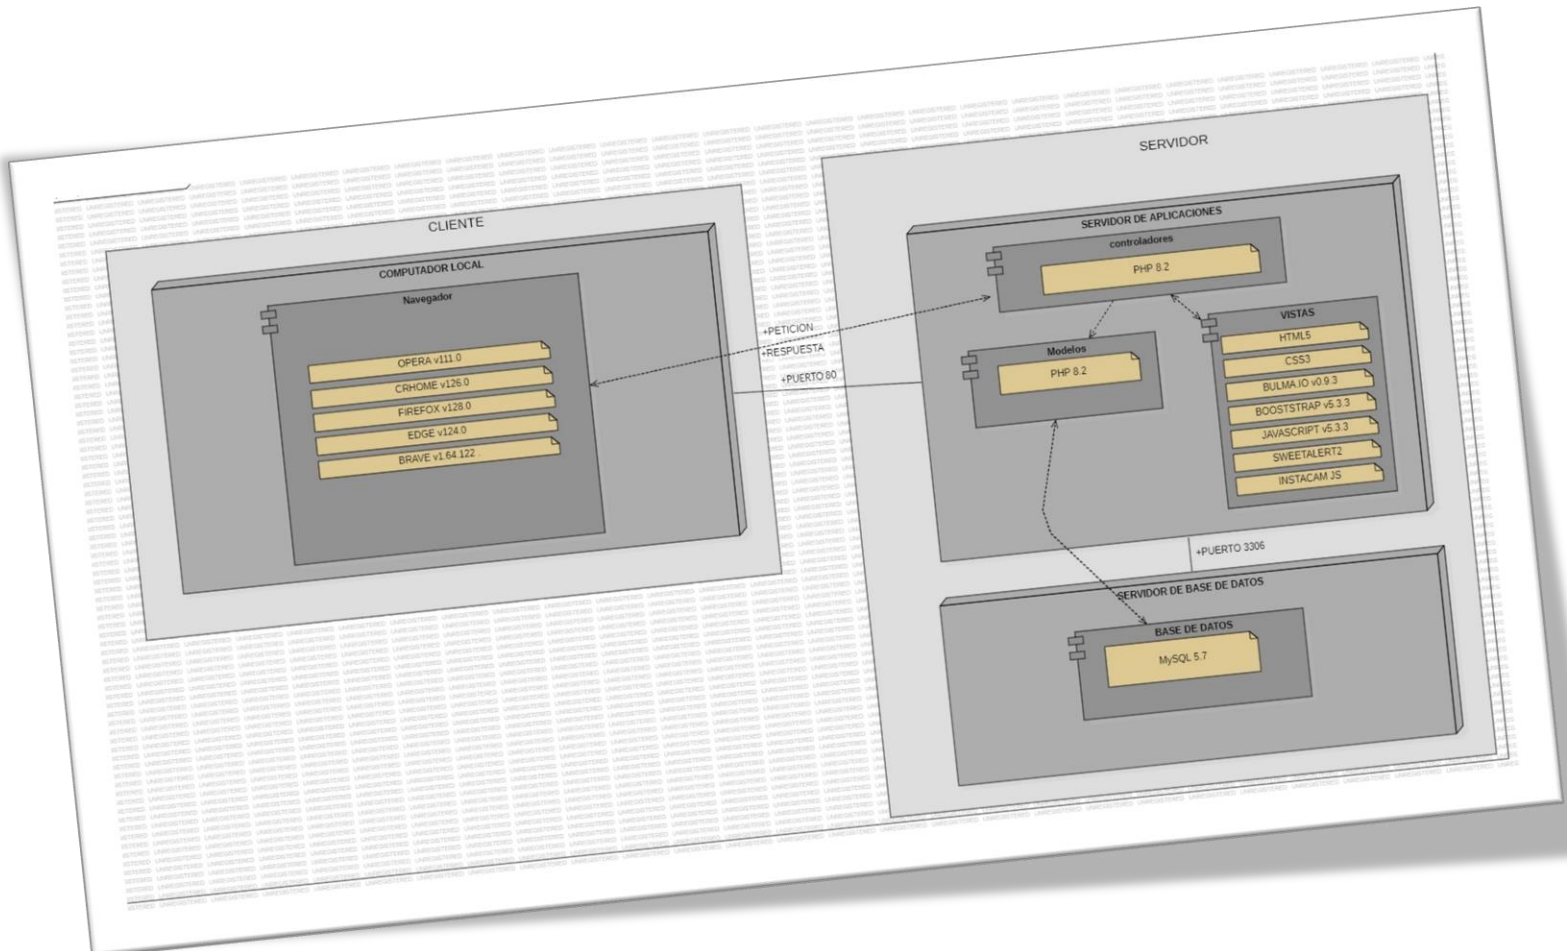 CLIENTE
COMPUTADOR LOCAL
Navegador
OPERA v111.0
CRHOME v126.0
FIREFOX v128.0
EDGE v124.0
BRAVE v1.64.122 .
+PETICION
+RESPUESTA
+PUERTO 80
SERVIDOR
SERVIDOR DE APLICACIONES
controladores
PHP 8.2
Modelos
PHP 8.2
VISTAS
HTML5
CSS3
BULMA.IO v0.9.3
BOOSTSTRAP v5.3.3
JAVASCRIPT v5.3.3
SWEETALERT2
INSTACAM JS
+PUERTO 3306
SERVIDOR DE BASE DE DATOS
BASE DE DATOS
MySQL 5.7
UNREGISTERED